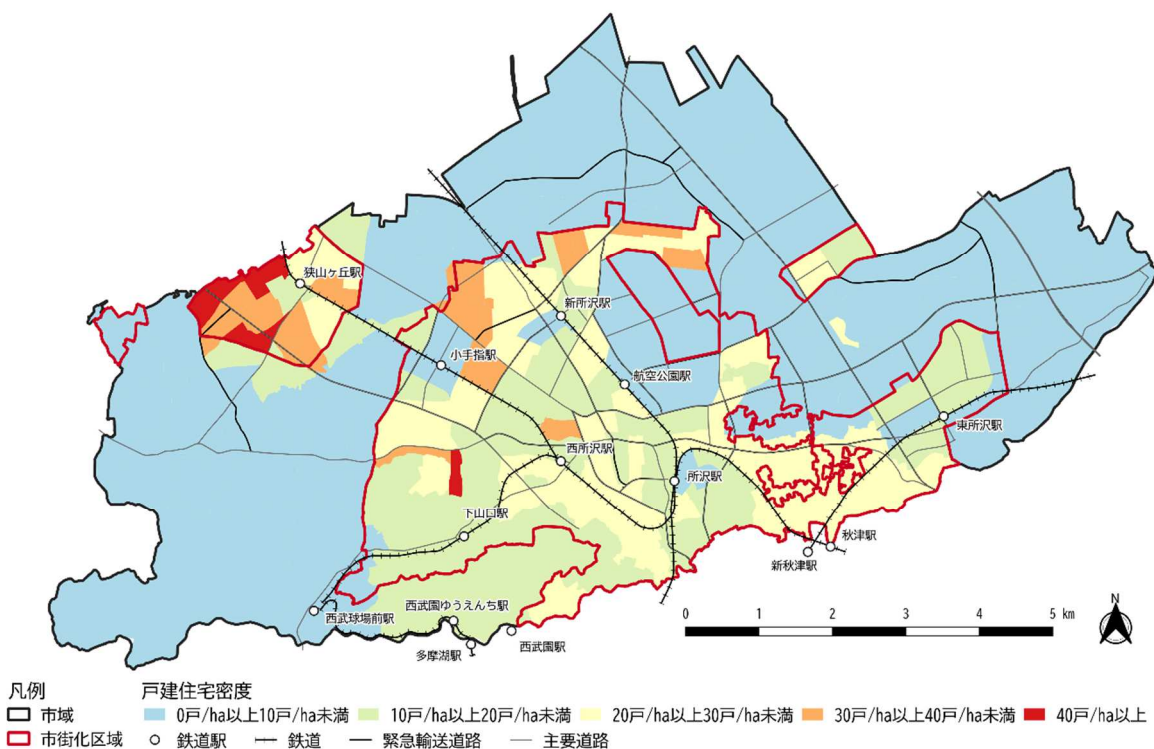 狭山ヶ丘駅
新所沢駅
小手指駅
航空公園駅
東所沢駅
西所沢駅
所沢駅
下山口駅
秋津駅
新秋津駅
西武園ゆうえんち駅
西武球場前駅
西武園駅
多摩湖駅
0 1 2 3 4 5 km
N
凡例 戸建住宅密度
市域 0戸/ha以上10戸/ha未満 10戸/ha以上20戸/ha未満 20戸/ha以上30戸/ha未満 30戸/ha以上40戸/ha未満 40戸/ha以上
市街化区域 鉄道駅 鉄道 緊急輸送道路 主要道路